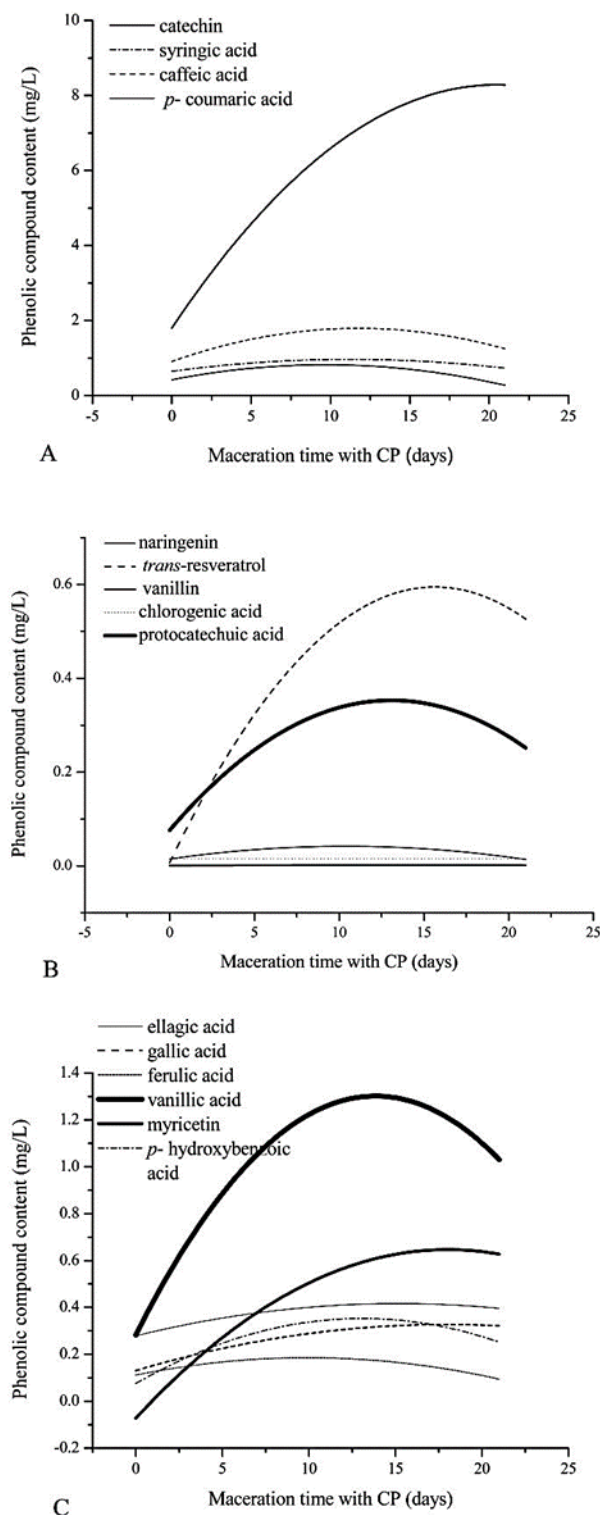 catechin
syringic acid
caffeic acid
p- coumaric acid
10
8
6
4
2
0
-5
0
5
10
15
20
25
Phenolic compound content (mg/L)
Maceration time with CP (days)
A
naringenin
trans-resveratrol
vanillin
chlorogenic acid
protocatechuic acid
0.6
0.4
0.2
0.0
-5
0
5
10
15
20
25
Phenolic compound content (mg/L)
Maceration time with CP (days)
B
ellagic acid
gallic acid
ferulic acid
vanillic acid
myricetin
p- hydroxybenzoic
acid
1.4
1.2
1.0
0.8
0.6
0.4
0.2
0.0
-0.2
0
5
10
15
20
25
Phenolic compound content (mg/L)
Maceration time with CP (days)
C